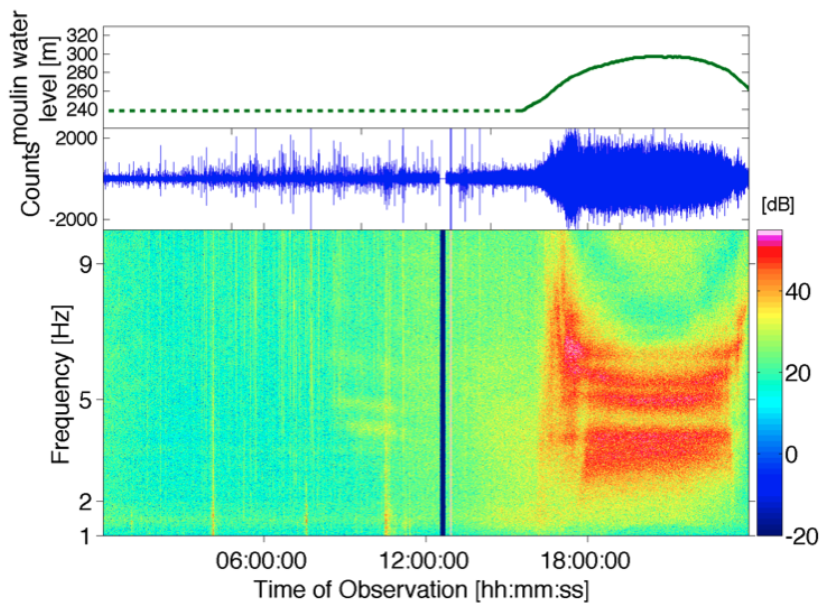 moulin water
level [m]
320
300
280
260
240
Counts
2000
0
-2000
[dB]
Frequency [Hz]
9
5
2
1
40
20
0
-20
06:00:00 12:00:00 18:00:00
Time of Observation [hh:mm:ss]